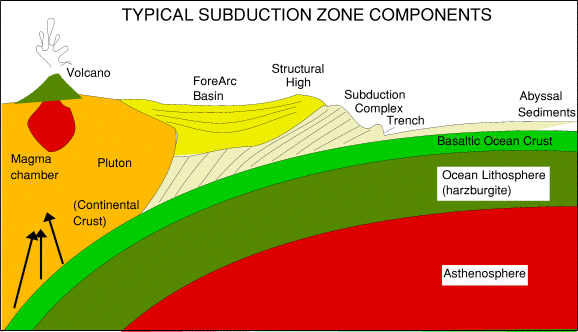 TYPICAL SUBDUCTION ZONE COMPONENTS
Volcano
ForeArc
Basin
Structural
High
Subduction
Complex
Trench
Abyssal
Sediments
Basaltic Ocean Crust
Magma
chamber
Pluton
Ocean Lithosphere
(harzburgite)
(Continental
Crust)
Asthenosphere